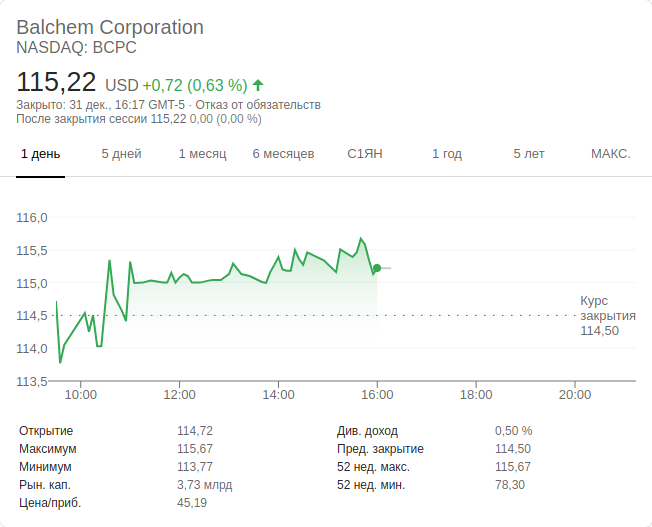 Balchem Corporation
NASDAQ: BCPC
115,22 USD +0,72 (0,63 %)
Закрыто: 31 дек., 16:17 GMT-5 · Отказ от обязательств
После закрытия сессии 115,22 0,00 (0,00 %)
1 день 5 дней 1 месяц 6 месяцев С1ЯН 1 год 5 лет МАКС.
116,0
115,5
115,0
114,5
114,0
113,5
Курс
закрытия
114,50
10:00 12:00 14:00 16:00 18:00 20:00
Открытие 114,72 Див. доход 0,50 %
Максимум 115,67 Пред. закрытие 114,50
Минимум 113,77 52 нед. макс. 115,67
Рын. кап. 3,73 млрд 52 нед. мин. 78,30
Цена/приб. 45,19